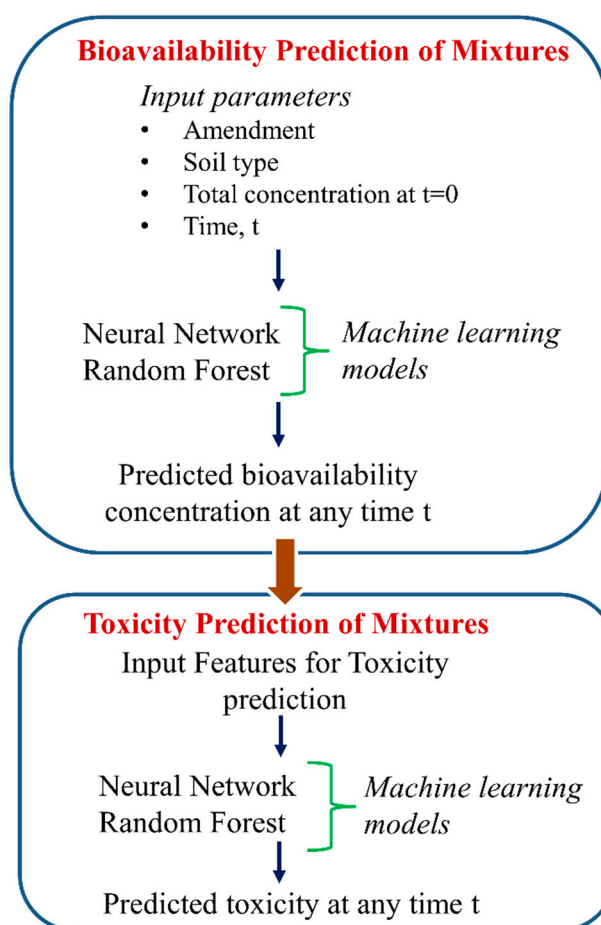 Bioavailability Prediction of Mixtures
Input parameters
• Amendment
• Soil type
• Total concentration at t=0
• Time, t
Neural Network
Random Forest
Machine learning
models
Predicted bioavailability
concentration at any time t
Toxicity Prediction of Mixtures
Input Features for Toxicity
prediction
Neural Network
Random Forest
Machine learning
models
Predicted toxicity at any time t